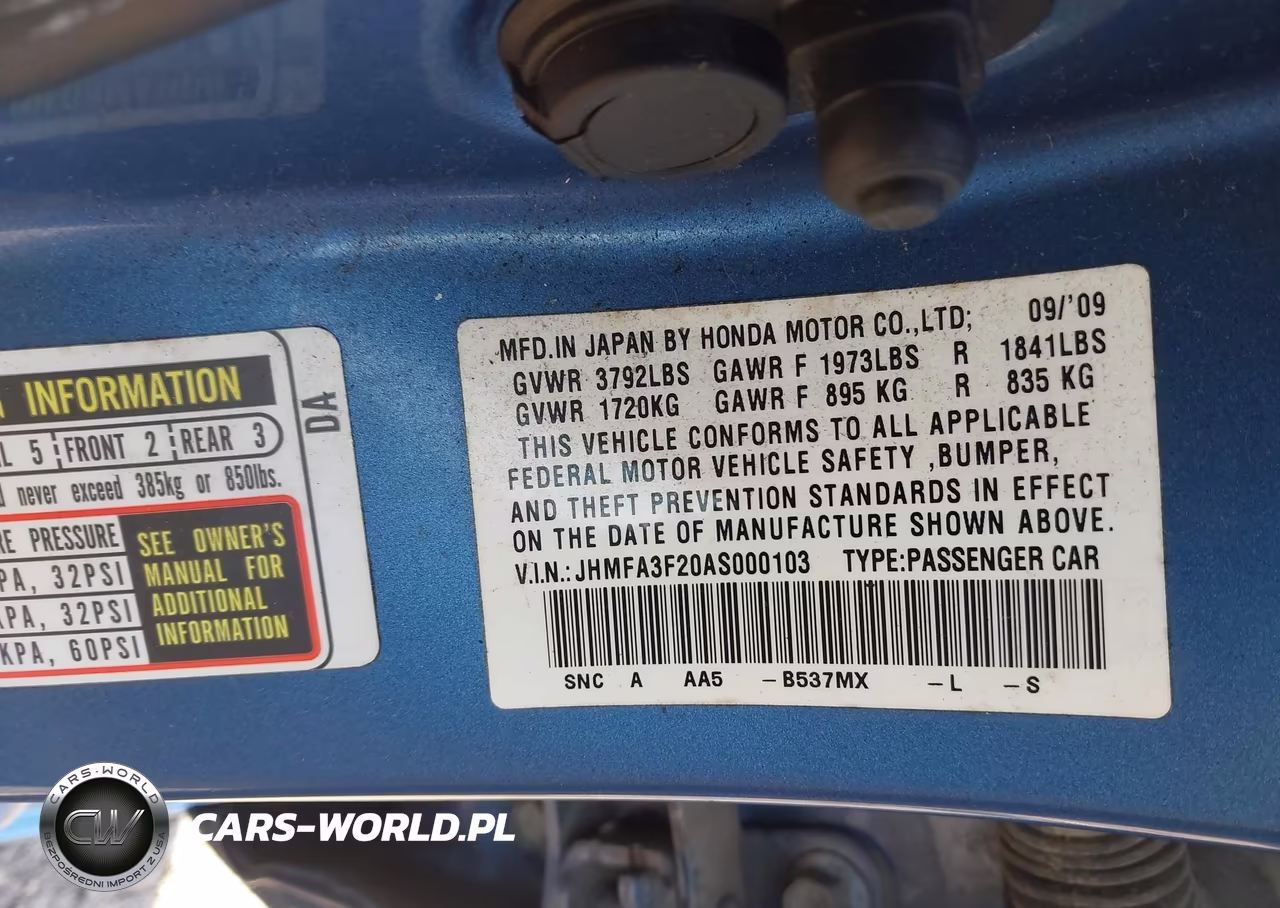 INFORMATION
L 5 FRONT 2 REAR 3
never exceed 385kg or 850lbs.
PRESSURE
32PSI
32PSI
KPA, 60PSI
SEE OWNER'S
MANUAL FOR
ADDITIONAL
INFORMATION
DA
MFD.IN JAPAN BY HONDA MOTOR CO.,LTD; 09/'09
GVWR 3792LBS GAWR F 1973LBS R 1841LBS
GVWR 1720KG GAWR F 895 KG R 835 KG
THIS VEHICLE CONFORMS TO ALL APPLICABLE
FEDERAL MOTOR VEHICLE SAFETY ,BUMPER,
AND THEFT PREVENTION STANDARDS IN EFFECT
ON THE DATE OF MANUFACTURE SHOWN ABOVE.
V.I.N.: JHMFA3F20AS000103 TYPE:PASSENGER CAR
SNC A AA5 -B537MX -L -S
CARS-WORLD
CW
BEZPOŚREDNI IMPORT Z USA
CARS-WORLD.PL